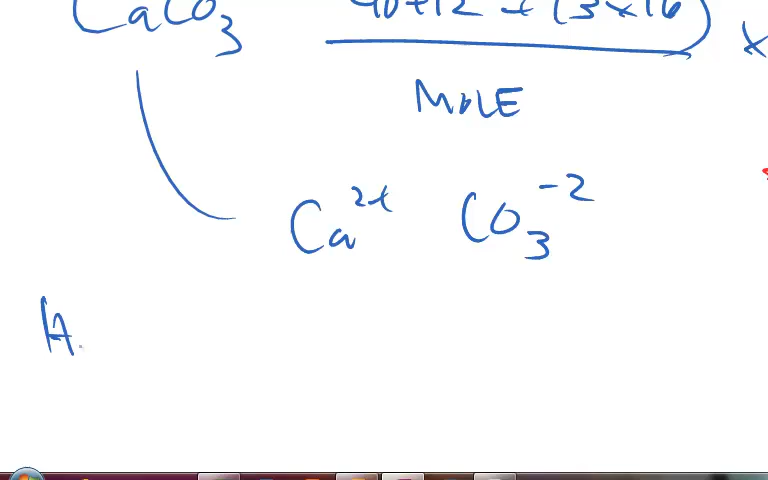 CaCO₃ 40+12 + (3×16) ×
MOLE
Ca²⁺ CO₃⁻²
A